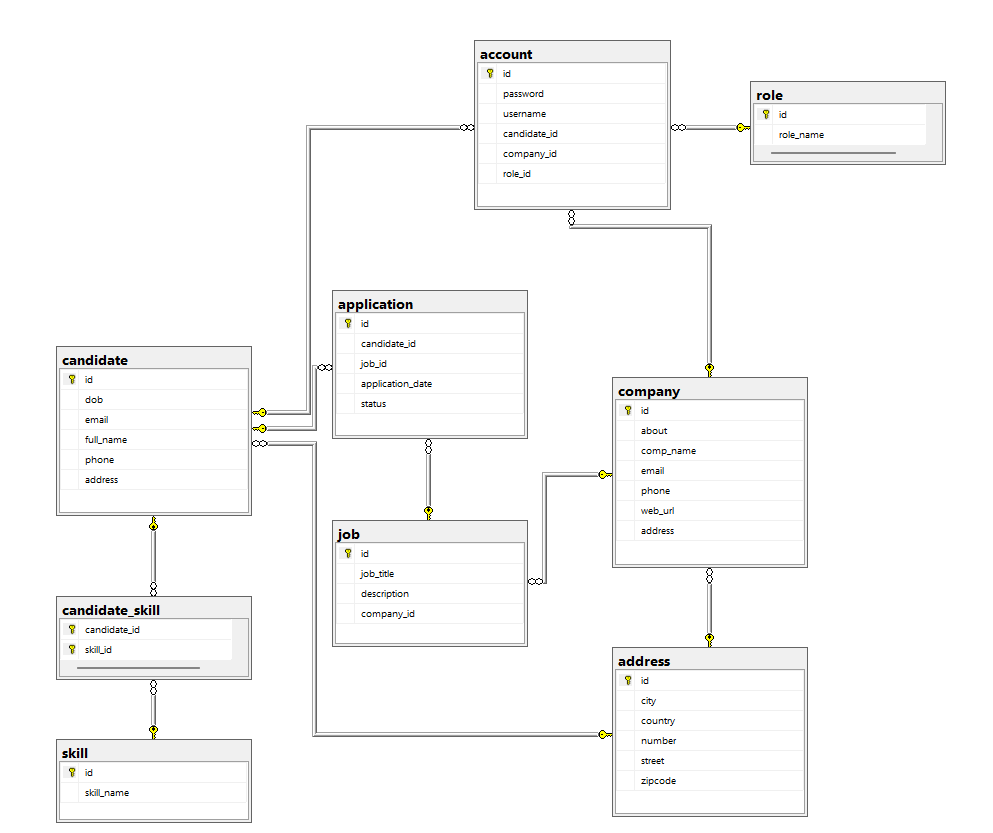 account
id
password
username
candidate_id
company_id
role_id
role
id
role_name
application
id
candidate_id
job_id
application_date
status
candidate
id
dob
email
full_name
phone
address
company
id
about
comp_name
email
phone
web_url
address
job
id
job_title
description
company_id
candidate_skill
candidate_id
skill_id
address
id
city
country
number
street
zipcode
skill
id
skill_name